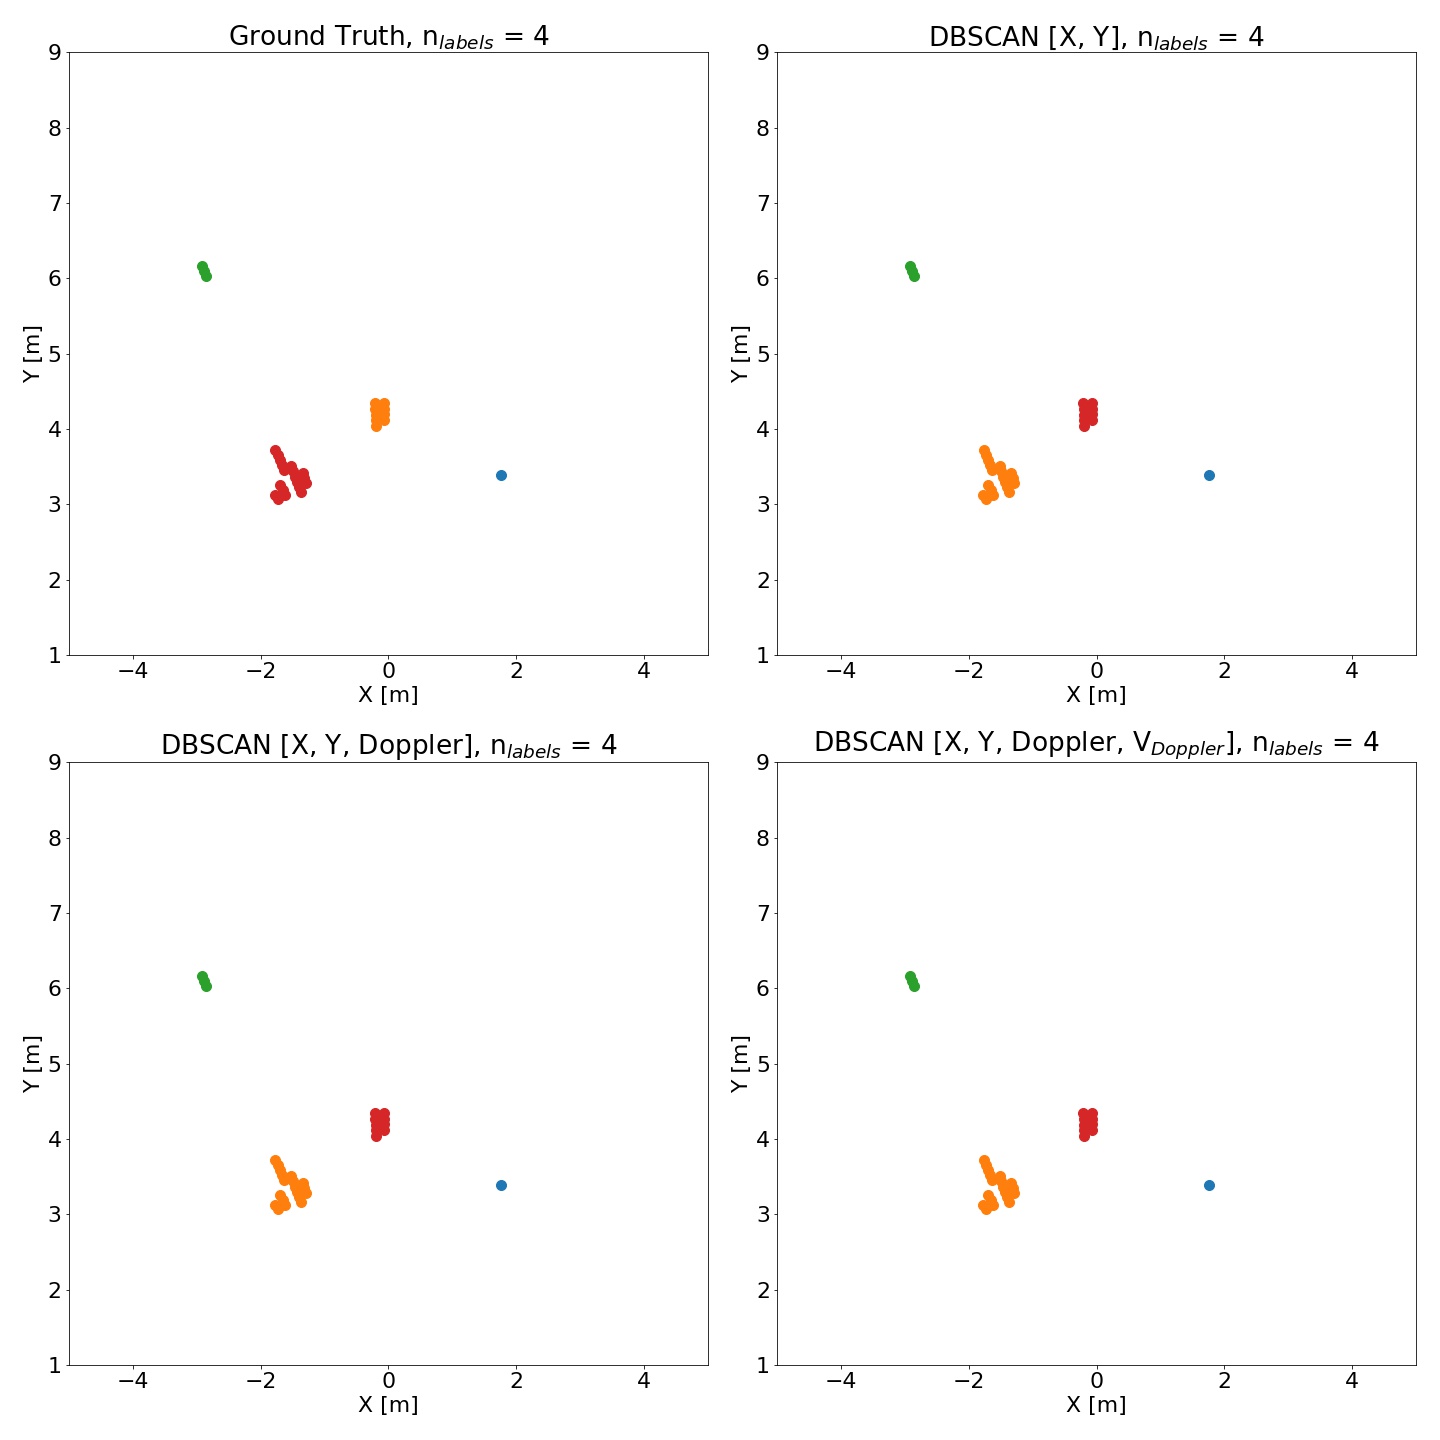 Ground Truth, n_labels = 4
9
8
7
6
5
4
3
2
1
Y [m]
−4 −2 0 2 4
X [m]
DBSCAN [X, Y], n_labels = 4
9
8
7
6
5
4
3
2
1
Y [m]
−4 −2 0 2 4
X [m]
DBSCAN [X, Y, Doppler], n_labels = 4
9
8
7
6
5
4
3
2
1
Y [m]
−4 −2 0 2 4
X [m]
DBSCAN [X, Y, Doppler, V_Doppler], n_labels = 4
9
8
7
6
5
4
3
2
1
Y [m]
−4 −2 0 2 4
X [m]